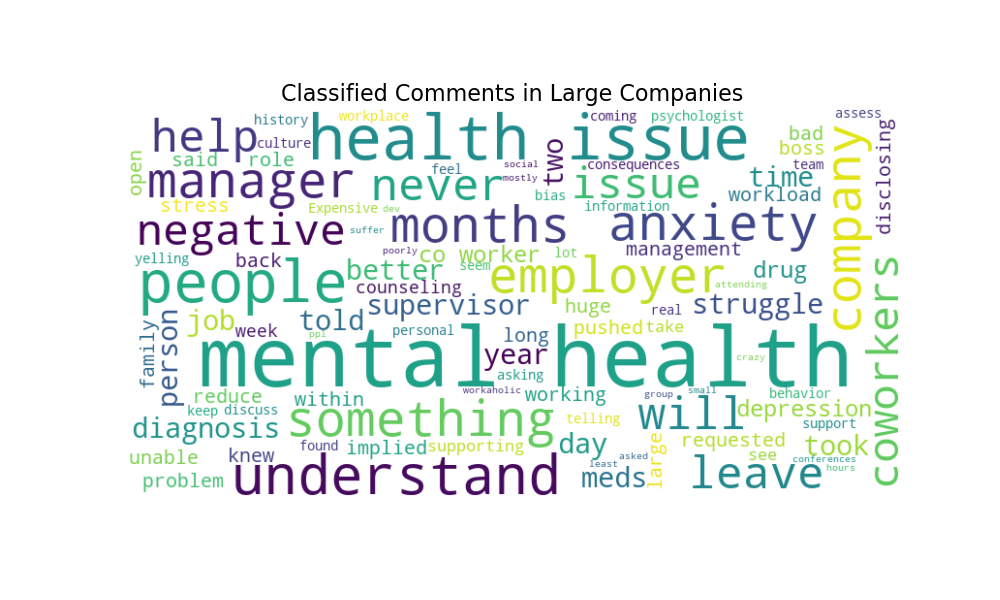 Classified Comments in Large Companies
history workplace coming psychologist assess
help health issue bad
culture two boss
open said role social consequences company disclosing
manager feel mostly issue time team
never bias workload
stress Expensive dev information
negative suffer months anxiety
poorly co worker lot management
yelling back better seem employer drug
people counseling attending
supervisor huge real struggle
job told personal long pushed take
family person week ppl year crazy
mental health
asking
reduce within workaholic working group small behavior coworkers
keep discuss something telling will depression support
diagnosis found implied supporting day requested took
unable knew least asked large see conferences
problem understand meds leave hours